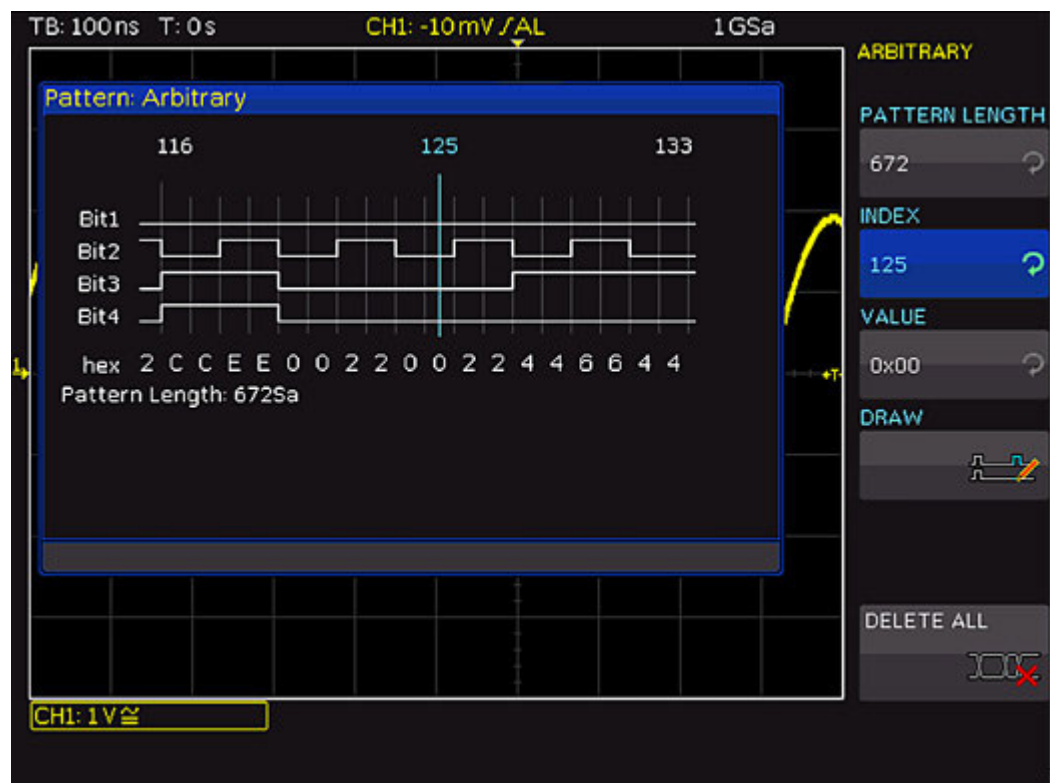 TB: 100ns T: 0s CH1: -10mV AL 1GSa
ARBITRARY
Pattern: Arbitrary
PATTERN LENGTH
116 125 133
672
INDEX
Bit1
Bit2
125
Bit3
Bit4
VALUE
hex 2 C C E E 0 0 2 2 0 0 2 2 4 4 6 6 4 4
0x00
1
T
Pattern Length: 672Sa
DRAW
DELETE ALL
CH1: 1V≅